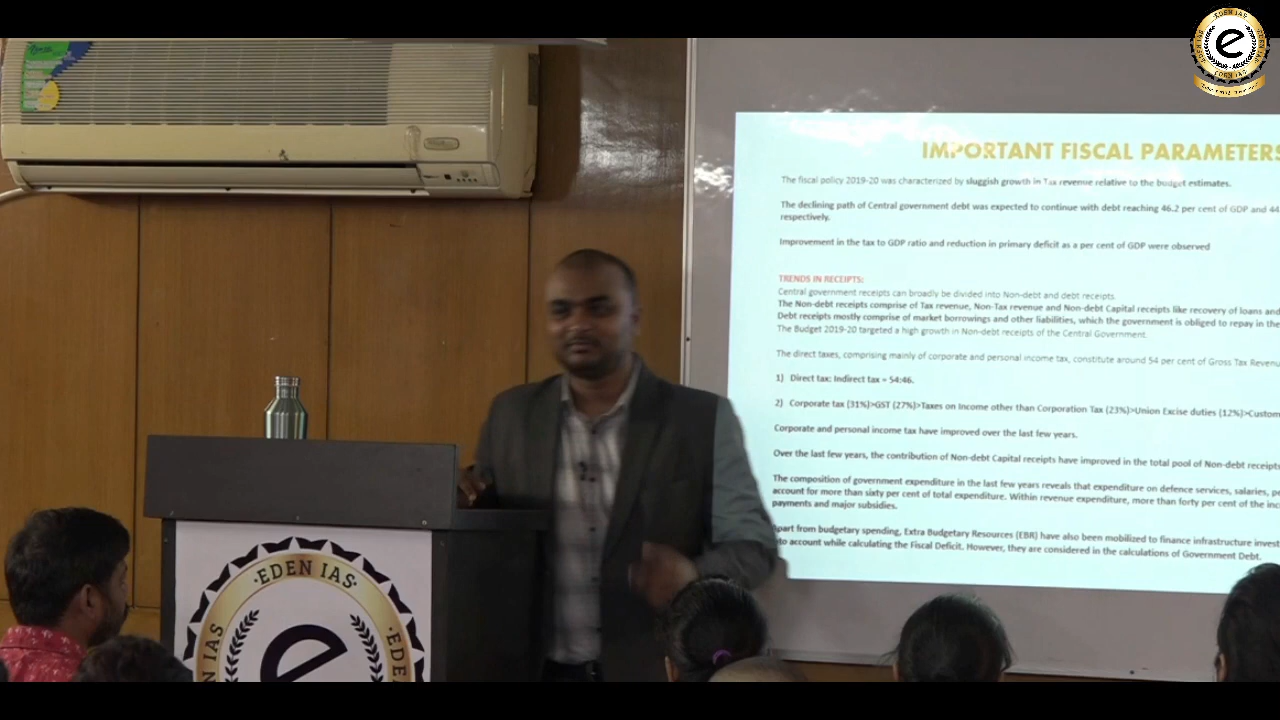 EDEN IAS
EDEN IAS
IMPORTANT FISCAL PARAMETERS
The fiscal policy 2019-20 was characterized by sluggish growth in Tax revenue relative to the budget estimates.
The declining path of Central government debt was expected to continue with debt reaching 46.2 per cent of GDP and 44
respectively.
Improvement in the tax to GDP ratio and reduction in primary deficit as a per cent of GDP were observed
TRENDS IN RECEIPTS:
Central government receipts can broadly be divided into Non-debt and debt receipts.
The Non-debt receipts comprise of Tax revenue, Non-Tax revenue and Non-debt Capital receipts like recovery of loans and
Debt receipts mostly comprise of market borrowings and other liabilities, which the government is obliged to repay in the
The Budget 2019-20 targeted a high growth in Non-debt receipts of the Central Government.
The direct taxes, comprising mainly of corporate and personal income tax, constitute around 54 per cent of Gross Tax Revenu
1) Direct tax: Indirect tax = 54:46.
2) Corporate tax (31%)>GST (27%)>Taxes on Income other than Corporation Tax (23%)>Union Excise duties (12%)>Custom
Corporate and personal income tax have improved over the last few years.
Over the last few years, the contribution of Non-debt Capital receipts have improved in the total pool of Non-debt receipts
The composition of government expenditure in the last few years reveals that expenditure on defence services, salaries, pe
account for more than sixty per cent of total expenditure. Within revenue expenditure, more than forty per cent of the inc
payments and major subsidies.
Apart from budgetary spending, Extra Budgetary Resources (EBR) have also been mobilized to finance infrastructure invest
to account while calculating the Fiscal Deficit. However, they are considered in the calculations of Government Debt.
·EDEN IAS·
EDE
N IAS
e